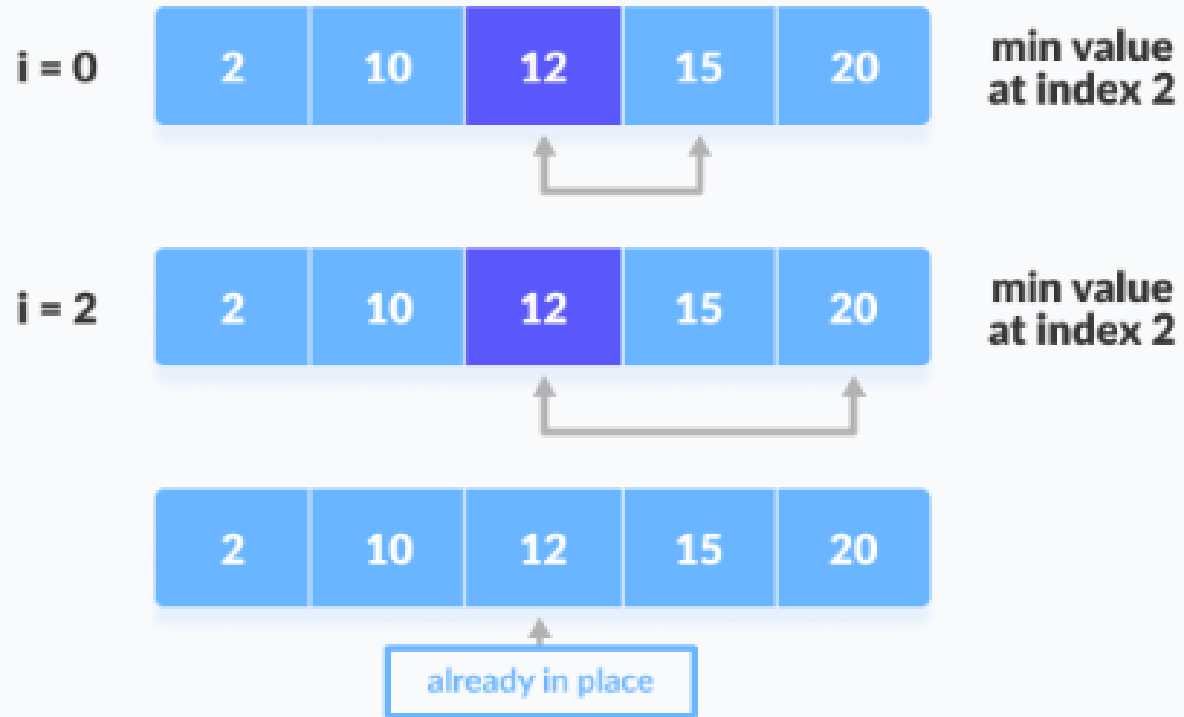 i = 0
2 10 12 15 20
min value
at index 2
i = 2
2 10 12 15 20
min value
at index 2
2 10 12 15 20
already in place